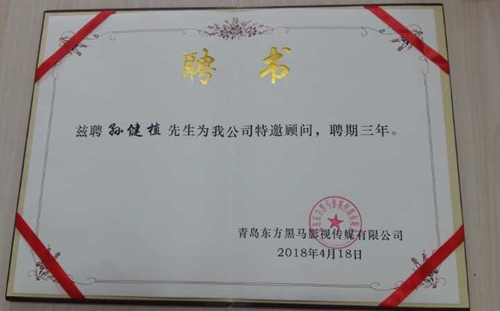 聘书
兹聘 孙健植 先生为我公司特邀顾问，聘期三年。
青岛东方黑马影视传媒有限公司
2018年4月18日